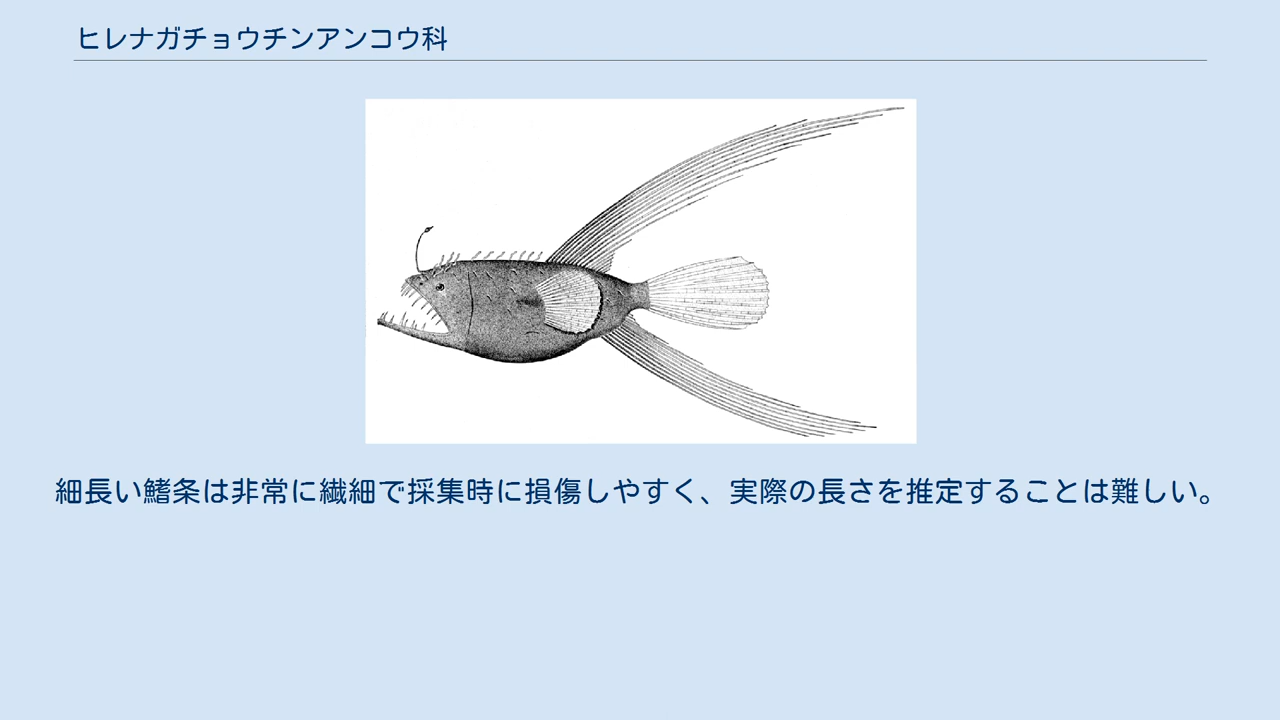 ヒレナガチョウチンアンコウ科
細長い鰭条は非常に繊細で採集時に損傷しやすく、実際の長さを推定することは難しい。